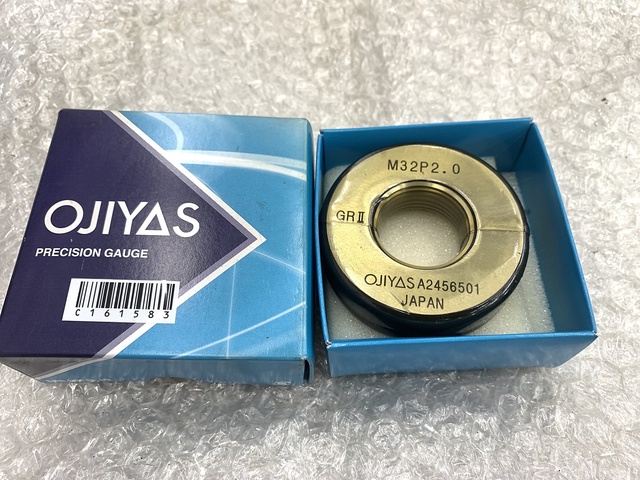 OJIYAS
PRECISION GAUGE
C161583
M32P2.0
GRⅡ
OJIYAS A2456501
JAPAN